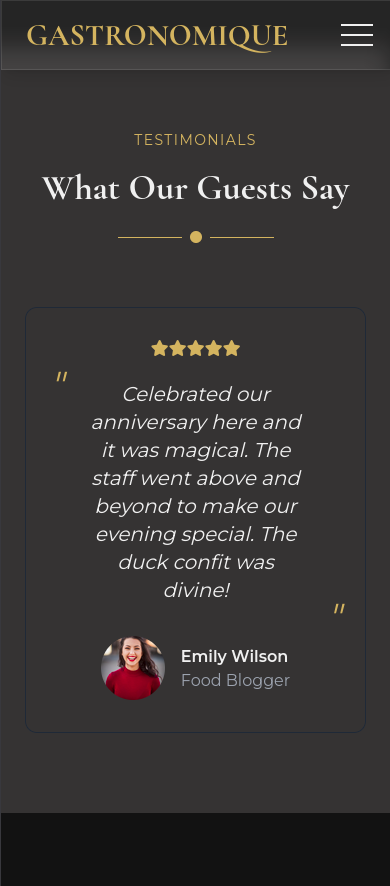 GASTRONOMIQUE
TESTIMONIALS
What Our Guests Say
"
Celebrated our
anniversary here and
it was magical. The
staff went above and
beyond to make our
evening special. The
duck confit was
divine!
"
Emily Wilson
Food Blogger